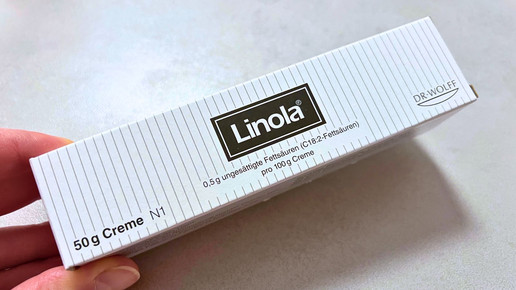 Linola®
DR·WOLFF
0,5 g ungesättigte Fettsäuren (C18:2-Fettsäuren)
pro 100 g Creme
50 g Creme N1